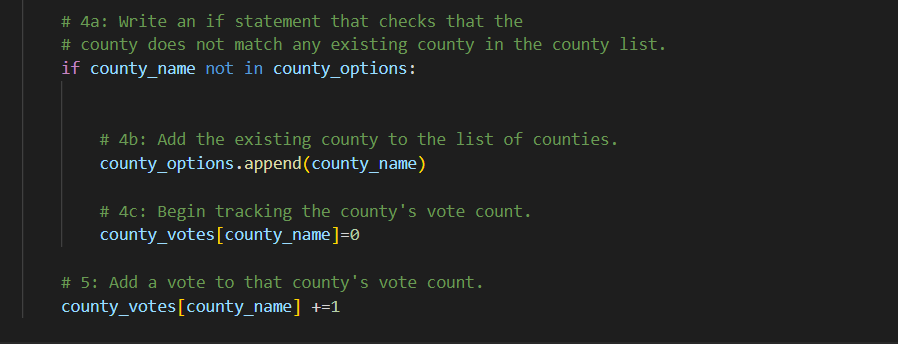 # 4a: Write an if statement that checks that the
# county does not match any existing county in the county list.
if county_name not in county_options:
# 4b: Add the existing county to the list of counties.
county_options.append(county_name)
# 4c: Begin tracking the county's vote count.
county_votes[county_name]=0
# 5: Add a vote to that county's vote count.
county_votes[county_name] +=1